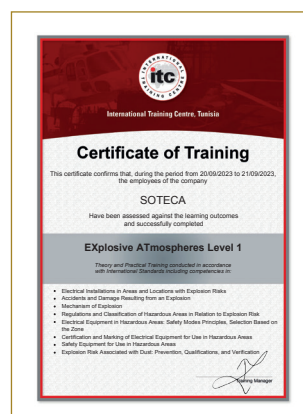 INTERNATIONAL
itc
TRAINING CENTRE
International Training Centre, Tunisia
Certificate of Training
This certificate confirms that, during the period from 20/09/2023 to 21/09/2023,
the employees of the company
SOTECA
Have been assessed against the learning outcomes
and successfully completed
EXplosive ATmospheres Level 1
Theory and Practical Training conducted in accordance
with International Standards including competencies in:
• Electrical Installations in Areas and Locations with Explosion Risks
• Accidents and Damage Resulting from an Explosion
• Mechanism of Explosion
• Regulations and Classification of Hazardous Areas in Relation to Explosion Risk
• Electrical Equipment in Hazardous Areas: Safety Modes Principles, Selection Based on
the Zone
• Certification and Marking of Electrical Equipment for Use in Hazardous Areas
• Safety Equipment for Use in Hazardous Areas
• Explosion Risk Associated with Dust: Prevention, Qualifications, and Verification
Training Manager